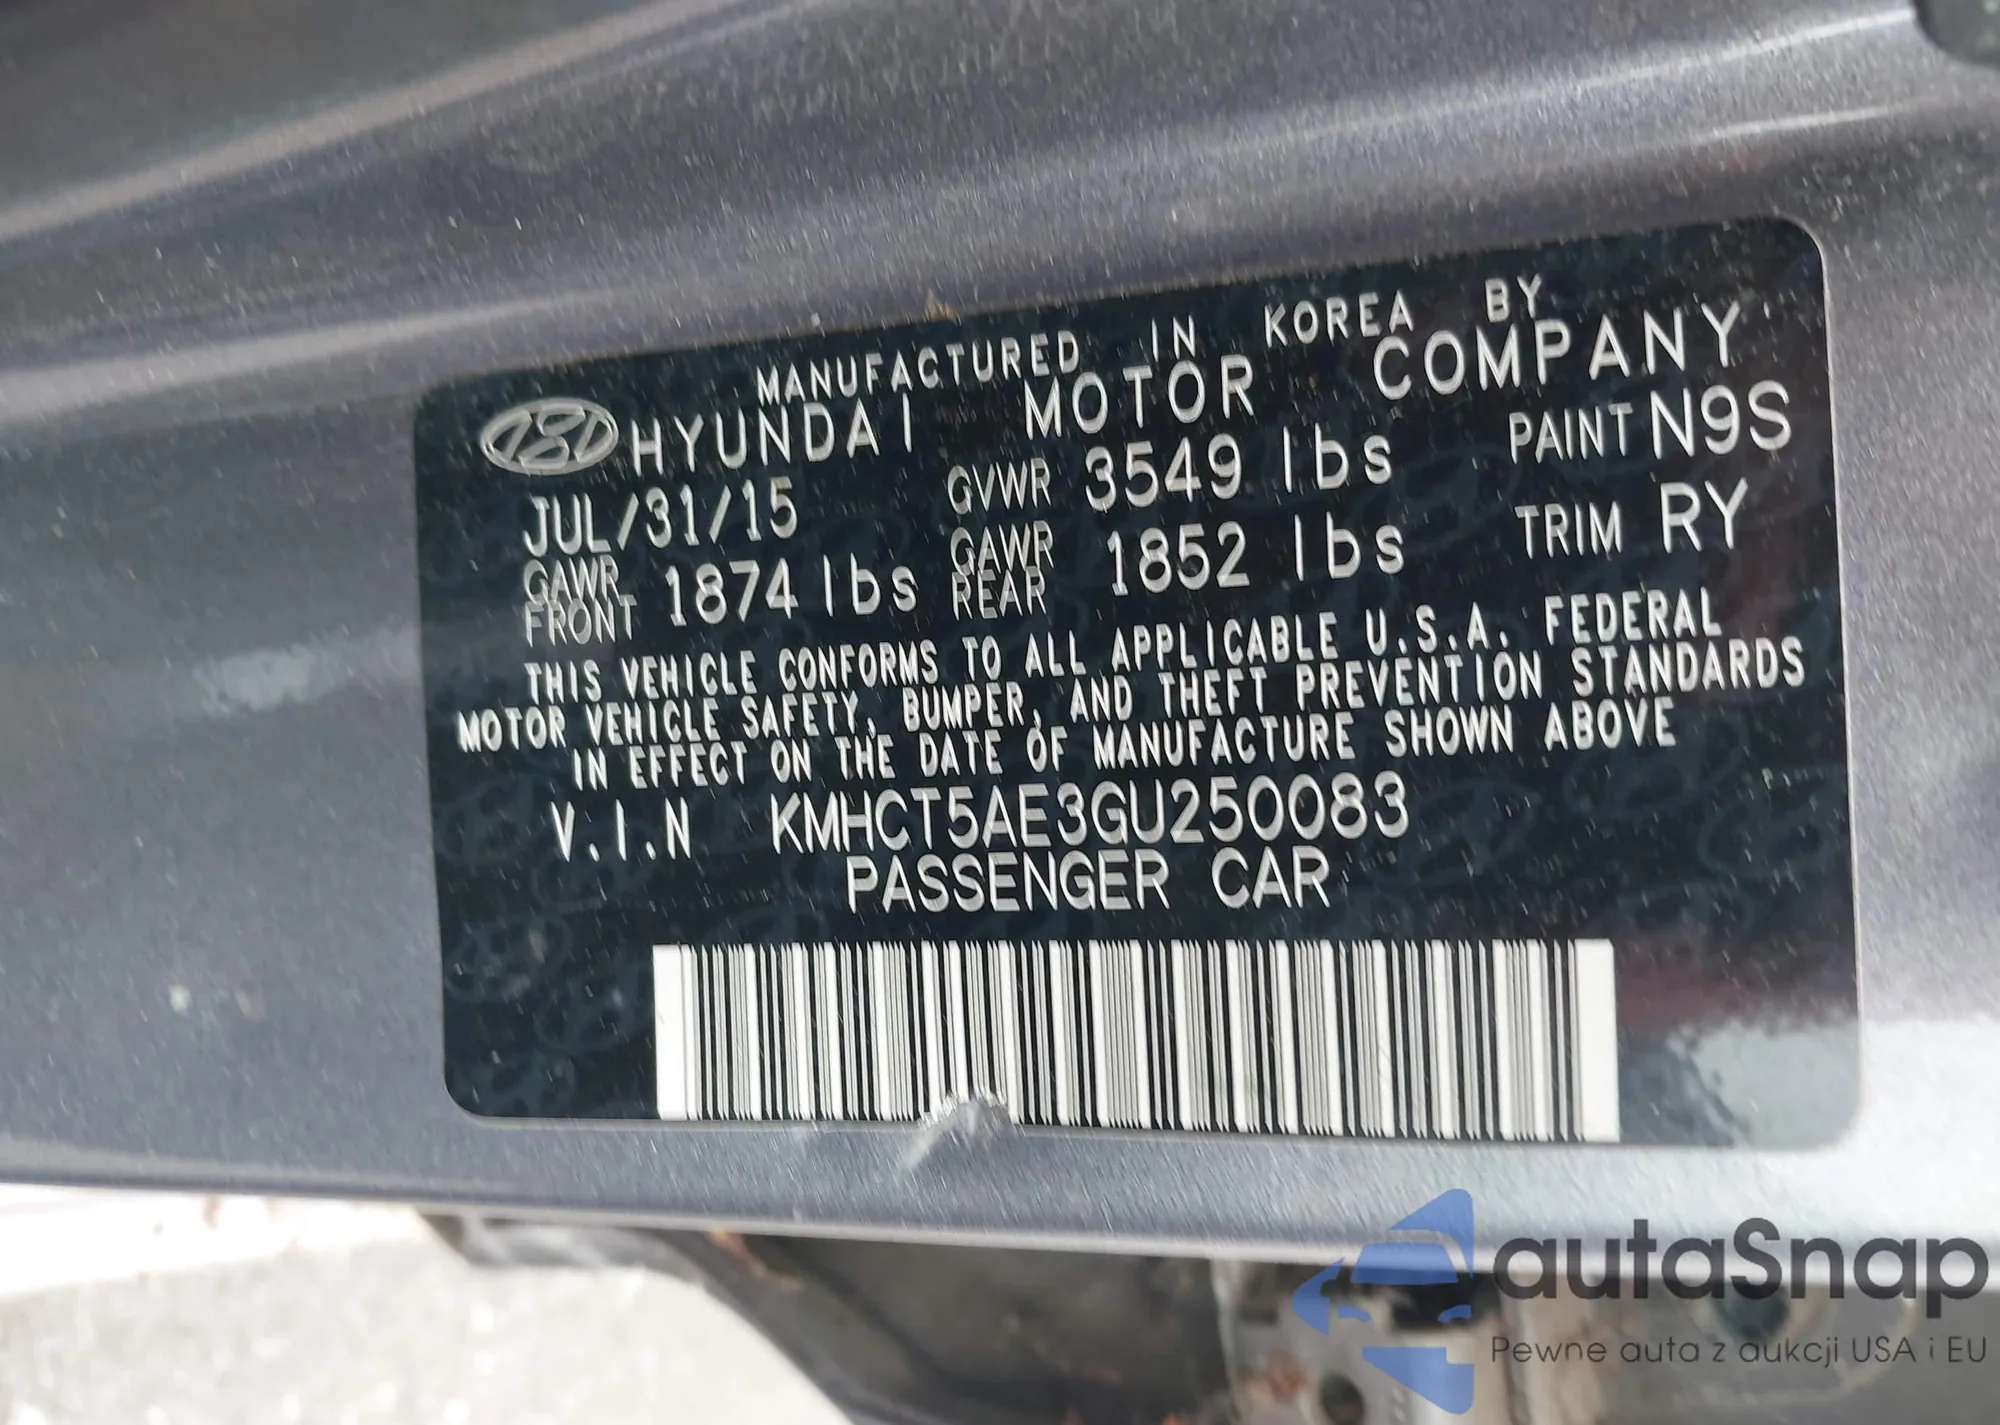 MANUFACTURED IN KOREA BY
HYUNDAI MOTOR COMPANY
JUL/31/15 GVWR 3549 lbs PAINT N9S
GAWR FRONT 1874 lbs GAWR REAR 1852 lbs TRIM RY
THIS VEHICLE CONFORMS TO ALL APPLICABLE U.S.A. FEDERAL
MOTOR VEHICLE SAFETY, BUMPER, AND THEFT PREVENTION STANDARDS
IN EFFECT ON THE DATE OF MANUFACTURE SHOWN ABOVE
V.I.N KMHCT5AE3GU250083
PASSENGER CAR
autaSnap
Pewne auta z aukcji USA i EU